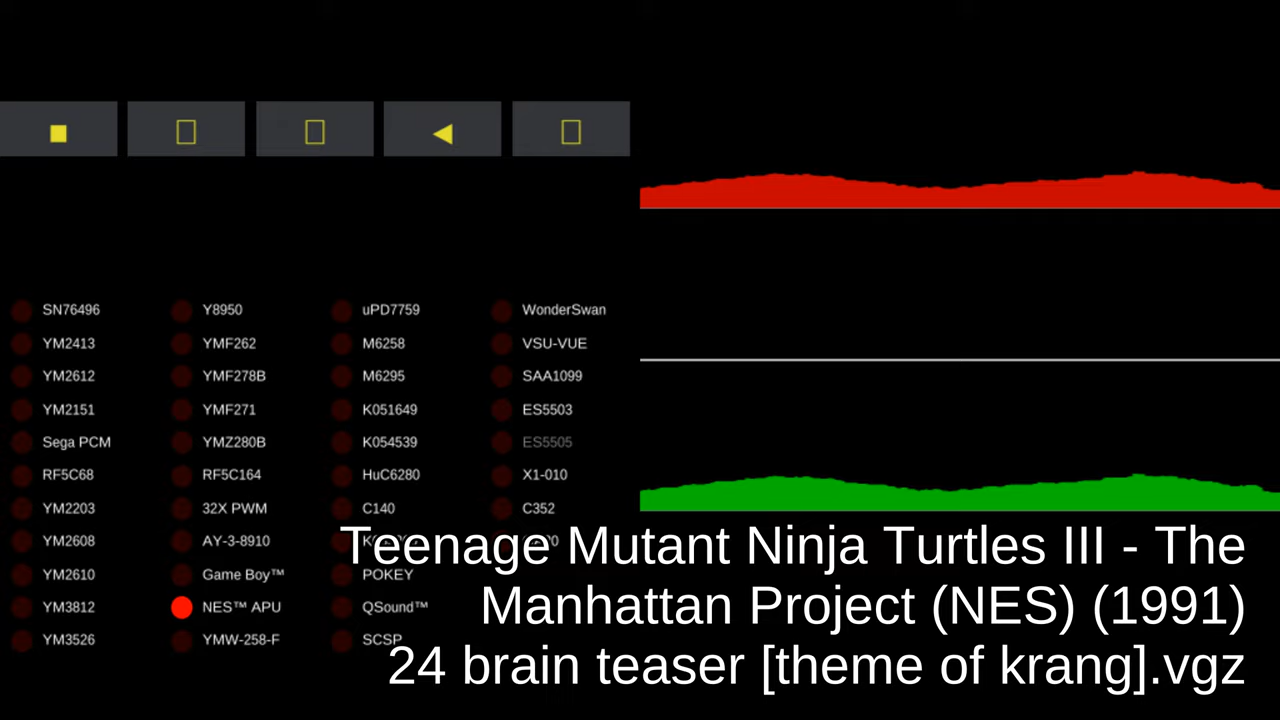 SN76496 Y8950 uPD7759 WonderSwan
YM2413 YMF262 M6258 VSU-VUE
YM2612 YMF278B M6295 SAA1099
YM2151 YMF271 K051649 ES5503
Sega PCM YMZ280B K054539 ES5505
RF5C68 RF5C164 HuC6280 X1-010
YM2203 32X PWM C140 C352
YM2608 AY-3-8910
YM2610 Game Boy™ POKEY
YM3812 NES™ APU QSound™
YM3526 YMW-258-F SCSP
Teenage Mutant Ninja Turtles III - The
Manhattan Project (NES) (1991)
24 brain teaser [theme of krang].vgz